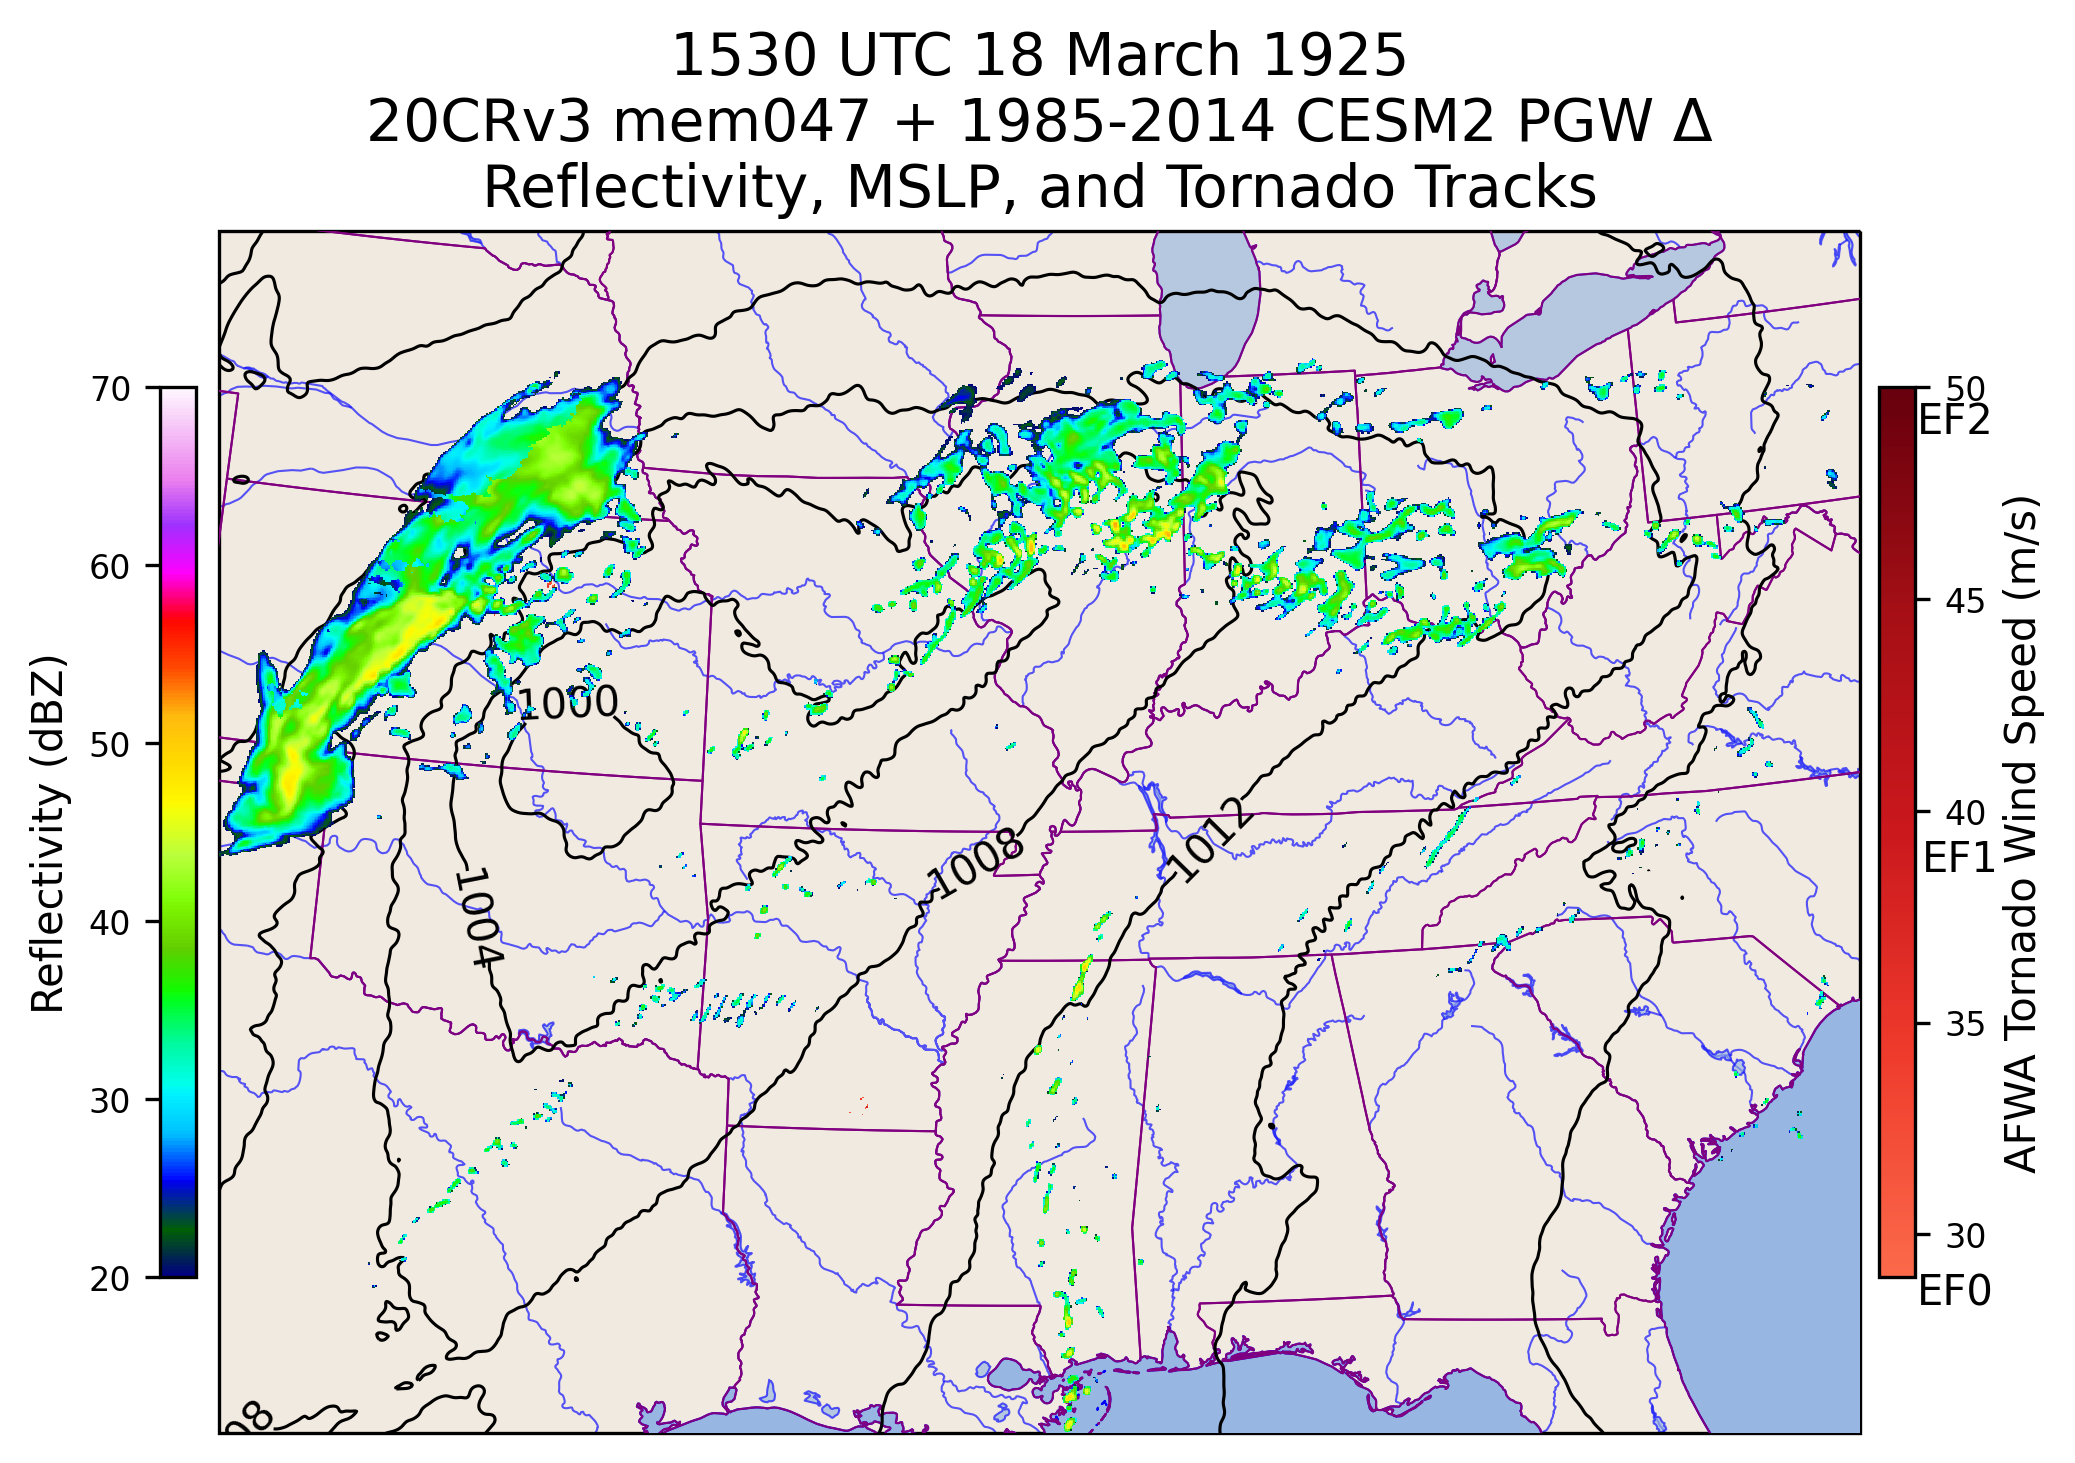 1530 UTC 18 March 1925
20CRv3 mem047 + 1985-2014 CESM2 PGW Δ
Reflectivity, MSLP, and Tornado Tracks
Reflectivity (dBZ)
70
60
50
40
30
20
1000
1004
1008
1012
08
50
EF2
45
40
EF1
35
30
EF0
AFWA Tornado Wind Speed (m/s)